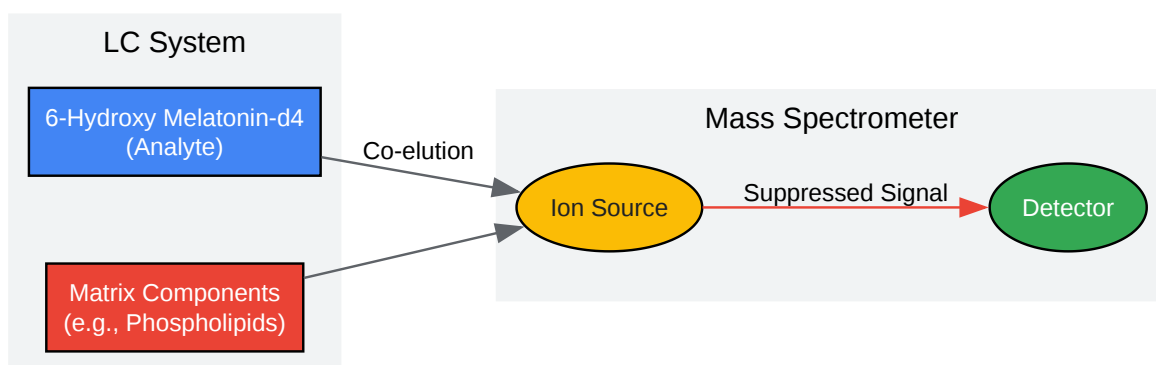 LC System
6-Hydroxy Melatonin-d4
(Analyte)
Co-elution
Matrix Components
(e.g., Phospholipids)
Mass Spectrometer
Ion Source
Suppressed Signal
Detector